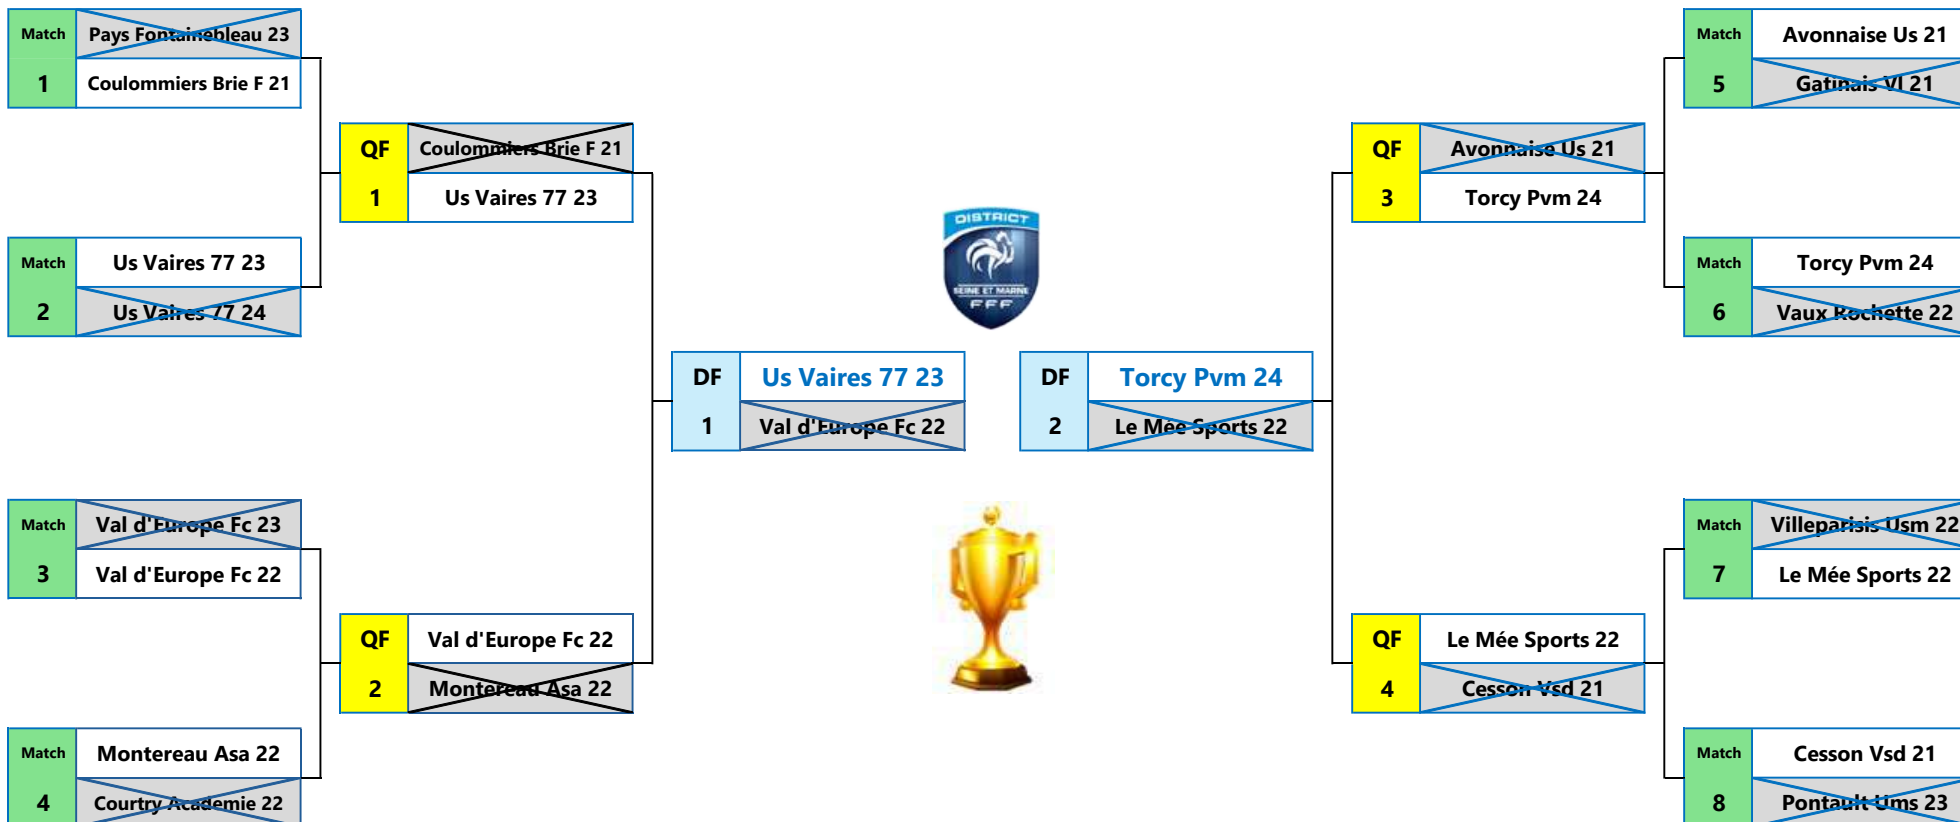 Match Pays Fontainebleau 23
1 Coulommiers Brie F 21
QF Coulommiers Brie F 21
1 Us Vaires 77 23
Match Us Vaires 77 23
2 Us Vaires 77 24
DF Us Vaires 77 23
1 Val d'Europe Fc 22
Match Val d'Europe Fc 23
3 Val d'Europe Fc 22
QF Val d'Europe Fc 22
2 Montereau Asa 22
Match Montereau Asa 22
4 Courtry Academie 22
DISTRICT
SEINE ET MARNE
FFF
DF Torcy Pvm 24
2 Le Mée Sports 22
Match Avonnaise Us 21
5 Gatinais Vl 21
QF Avonnaise Us 21
3 Torcy Pvm 24
Match Torcy Pvm 24
6 Vaux Rochette 22
Match Villeparisis Usm 22
7 Le Mée Sports 22
QF Le Mée Sports 22
4 Cesson Vsd 21
Match Cesson Vsd 21
8 Pontault Ums 23